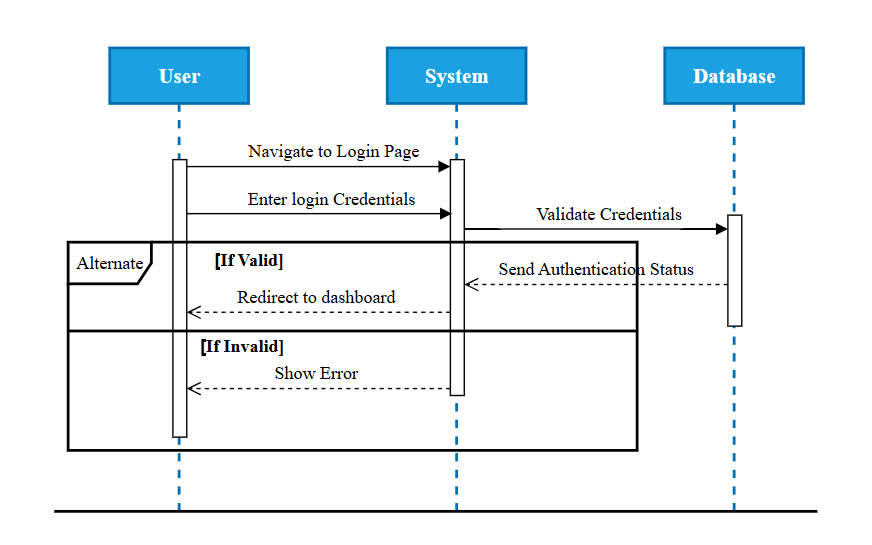 User
System
Database
Navigate to Login Page
Enter login Credentials
Validate Credentials
Alternate
[If Valid]
Send Authentication Status
Redirect to dashboard
[If Invalid]
Show Error